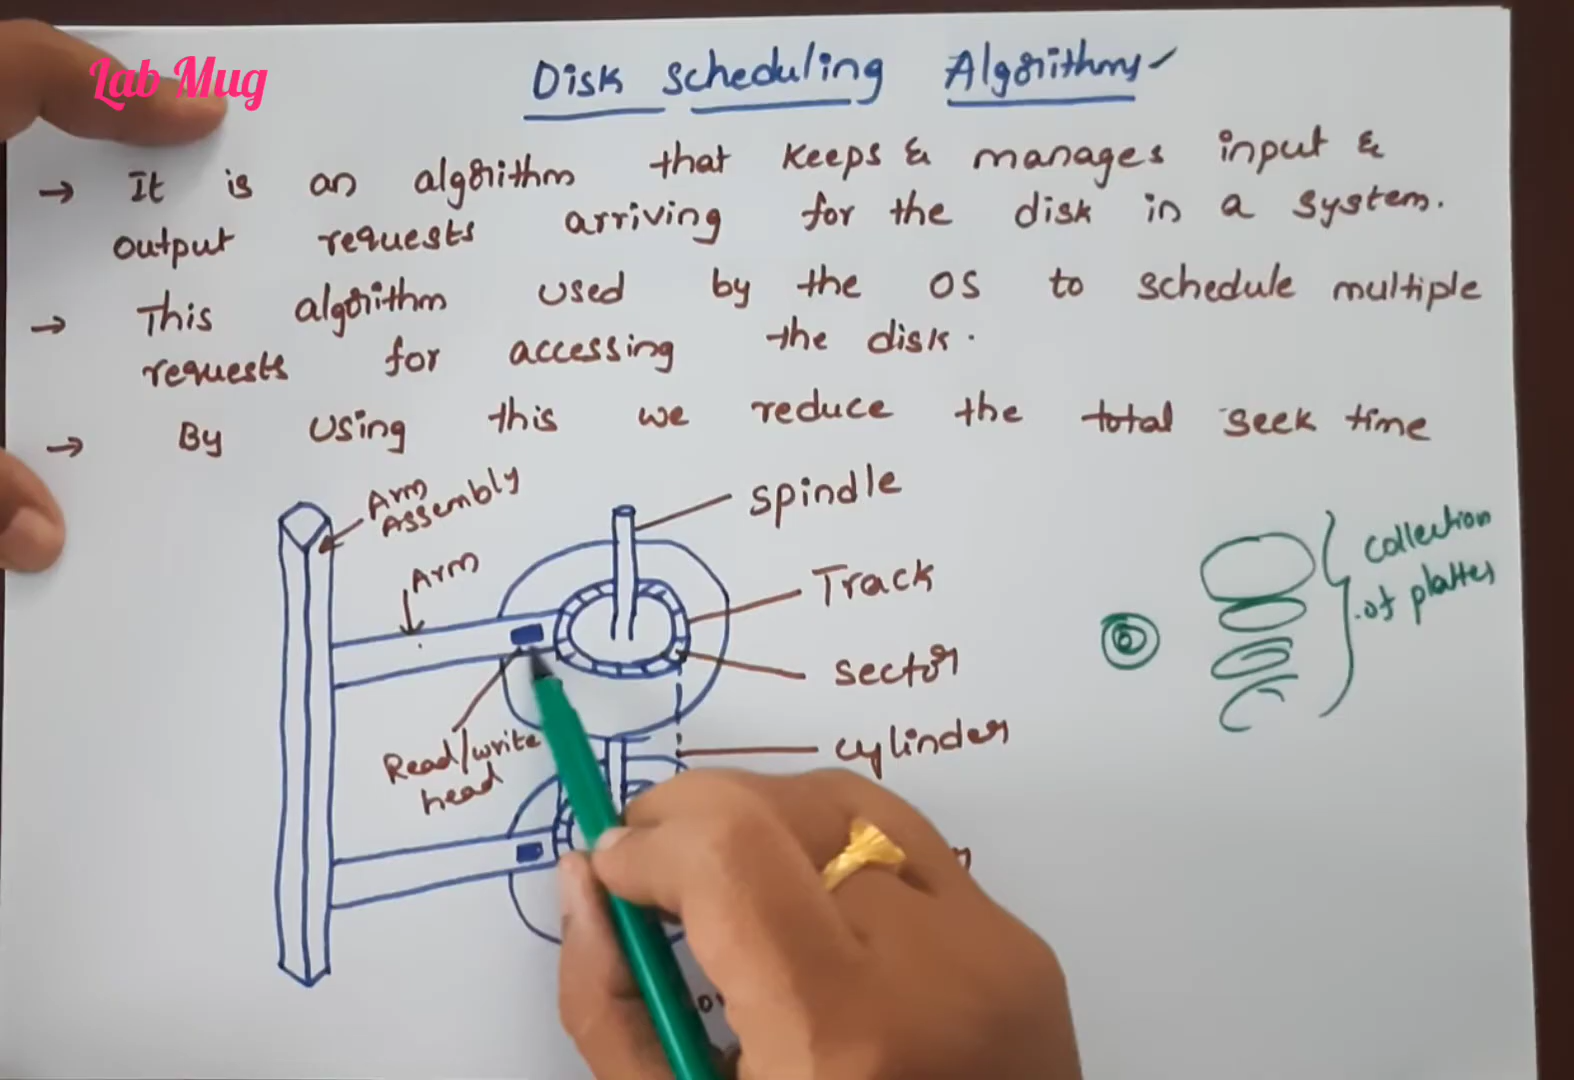 Lab Mug
Disk Scheduling Algorithms
→ It is an algorithm that keeps & manages input &
output requests arriving for the disk in a system.
→ This algorithm used by the OS to schedule multiple
requests for accessing the disk.
→ By using this we reduce the total seek time
Arm
Assembly
Arm
Spindle
Track
Sector
cylinder
Read/write
head
collection
of platters